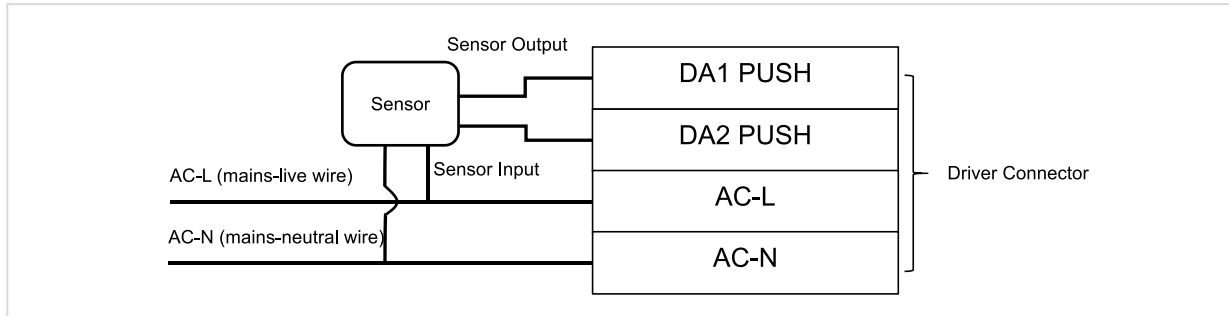 Sensor Output
DA1 PUSH
Sensor
DA2 PUSH
Sensor Input
AC-L (mains-live wire)
AC-L
Driver Connector
AC-N (mains-neutral wire)
AC-N